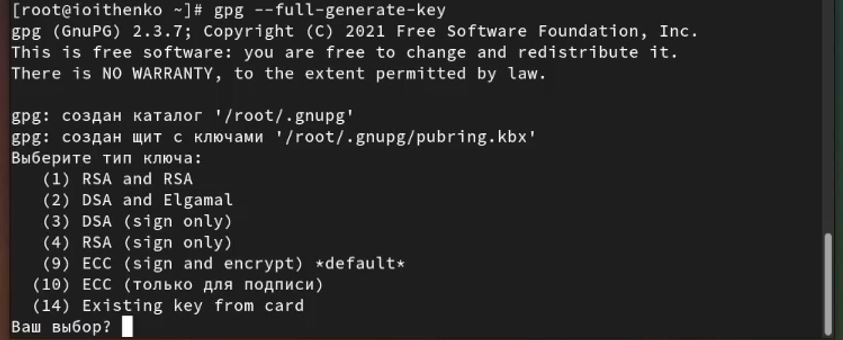 [root@ioithenko ~]# gpg --full-generate-key
gpg (GnuPG) 2.3.7; Copyright (C) 2021 Free Software Foundation, Inc.
This is free software: you are free to change and redistribute it.
There is NO WARRANTY, to the extent permitted by law.

gpg: создан каталог '/root/.gnupg'
gpg: создан щит с ключами '/root/.gnupg/pubring.kbx'
Выберите тип ключа:
   (1) RSA and RSA
   (2) DSA and Elgamal
   (3) DSA (sign only)
   (4) RSA (sign only)
   (9) ECC (sign and encrypt) *default*
  (10) ECC (только для подписи)
  (14) Existing key from card
Ваш выбор?